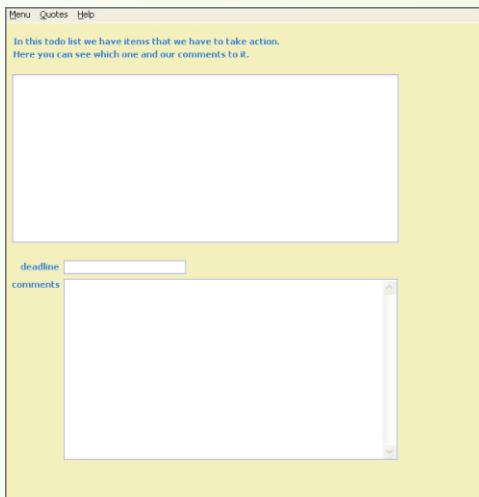 Menu Quotes Help
In this todo list we have items that we have to take action.
Here you can see which one and our comments to it.
deadline
comments